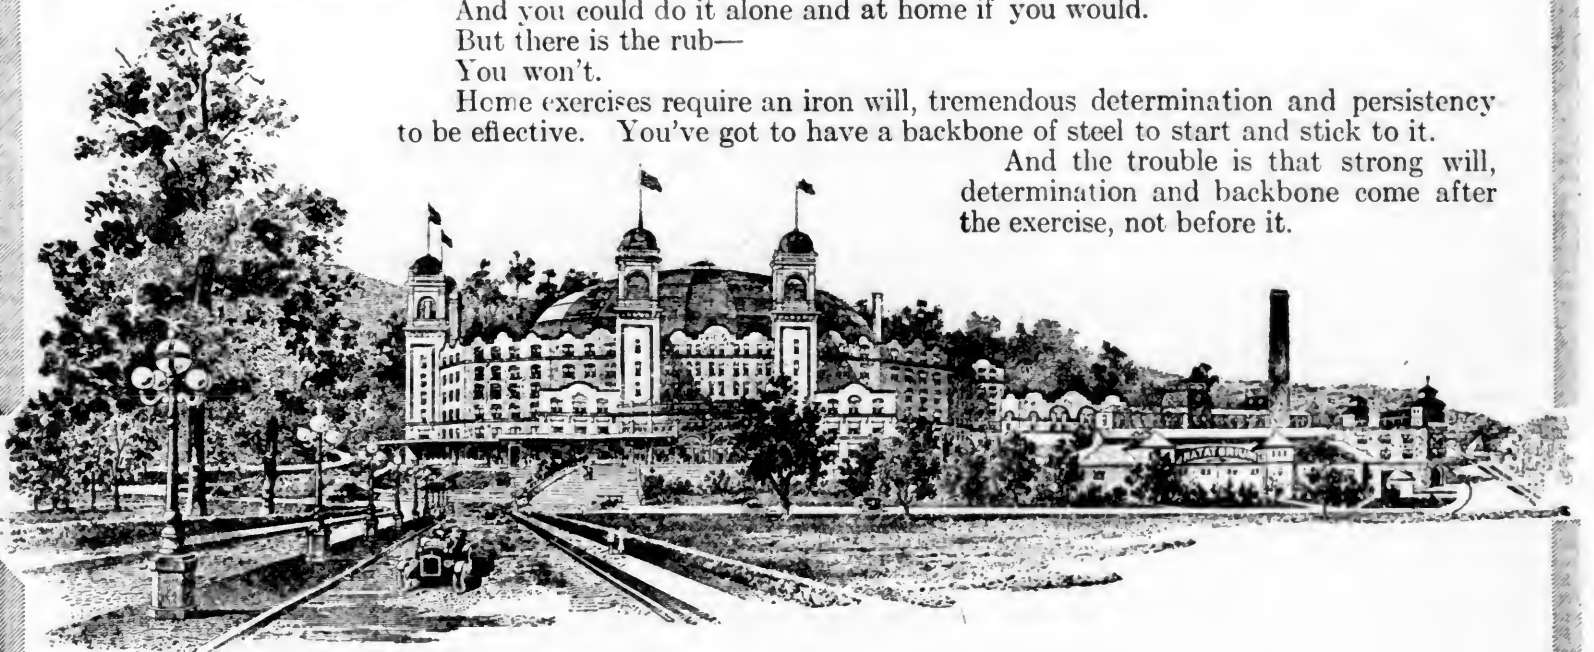 And you could do it alone and at home if you would.
But there is the rub—
You won't.
Home exercises require an iron will, tremendous determination and persistency
to be effective. You've got to have a backbone of steel to start and stick to it.
And the trouble is that strong will,
determination and backbone come after
the exercise, not before it.
NATATORIUM